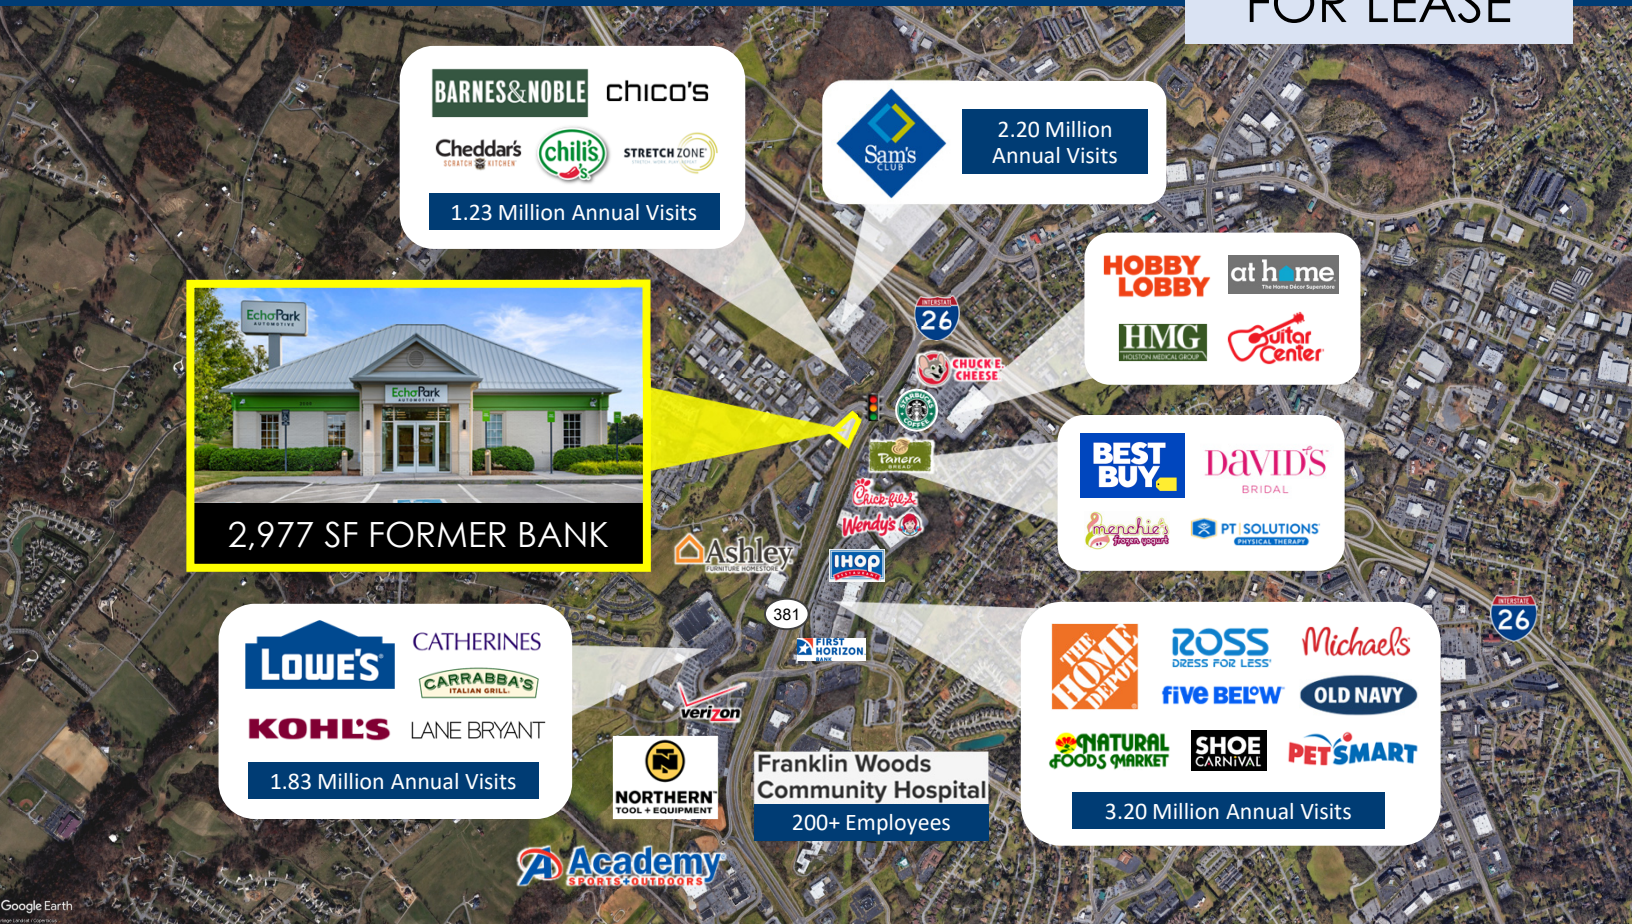 FOR LEASE
BARNES&NOBLE
chico's
Cheddar's
SCRATCH KITCHEN
chili's
STRETCH ZONE
1.23 Million Annual Visits
Sam's
CLUB
2.20 Million
Annual Visits
EchoPark
AUTOMOTIVE
EchoPark
AUTOMOTIVE
2,977 SF FORMER BANK
INTERSTATE
26
CHUCK E.
CHEESE
STARBUCKS
COFFEE
HOBBY
LOBBY
at home
The Home Décor Superstore
HMG
HOLSTON MEDICAL GROUP
Guitar
Center
Panera
BREAD
Chick-fil-A
Wendy's
Ashley
FURNITURE HOMESTORE
IHOP
RESTAURANT
BEST
BUY
DAVID'S
BRIDAL
menchie's
frozen yogurt
PT SOLUTIONS
PHYSICAL THERAPY
381
FIRST
HORIZON
BANK
INTERSTATE
26
LOWE'S
CATHERINES
CARRABBA'S
ITALIAN GRILL
KOHL'S
LANE BRYANT
1.83 Million Annual Visits
verizon
NORTHERN
TOOL + EQUIPMENT
Franklin Woods
Community Hospital
200+ Employees
THE
HOME
DEPOT
ROSS
DRESS FOR LESS
Michaels
five BEL°W
OLD NAVY
NATURAL
FOODS MARKET
SHOE
CARNIVAL
PETSMART
3.20 Million Annual Visits
Academy
SPORTS+OUTDOORS
Google Earth